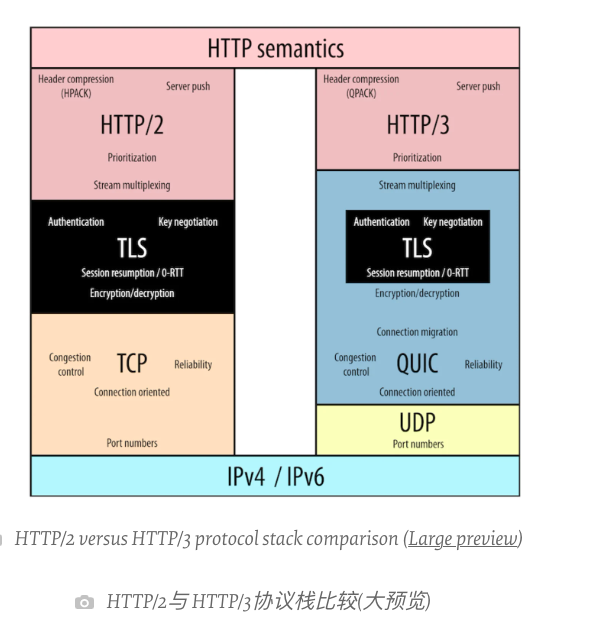 HTTP semantics
Header compression
(HPACK)
Server push
HTTP/2
Prioritization
Stream multiplexing
Authentication
Key negotiation
TLS
Session resumption / 0-RTT
Encryption/decryption
Congestion
control
TCP
Reliability
Connection oriented
Port numbers
Header compression
(QPACK)
Server push
HTTP/3
Prioritization
Stream multiplexing
Authentication
Key negotiation
TLS
Session resumption / 0-RTT
Encryption/decryption
Connection migration
Congestion
control
QUIC
Reliability
Connection oriented
UDP
Port numbers
IPv4 / IPv6
HTTP/2 versus HTTP/3 protocol stack comparison (Large preview)
HTTP/2与 HTTP/3协议栈比较(大预览)